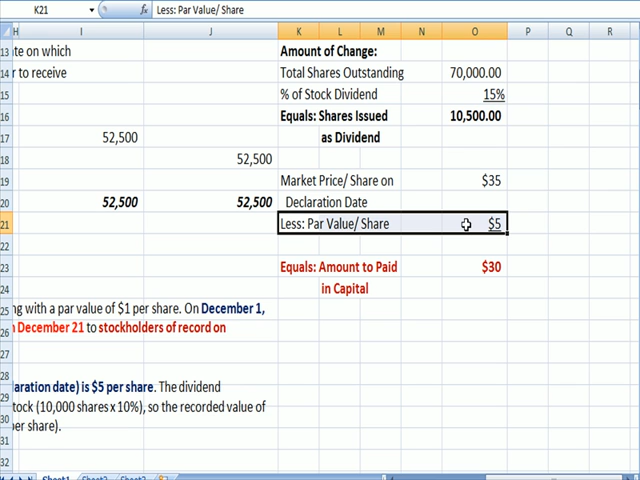 K21 fx Less: Par Value/ Share
H I J K L M N O P Q R
13 te on which Amount of Change:
14 r to receive Total Shares Outstanding 70,000.00
15 % of Stock Dividend 15%
16 Equals: Shares Issued 10,500.00
17 52,500 as Dividend
18 52,500
19 Market Price/ Share on $35
20 52,500 52,500 Declaration Date
21 Less: Par Value/ Share $5
22
23 Equals: Amount to Paid $30
24 in Capital
25 ng with a par value of $1 per share. On December 1,
26 December 21 to stockholders of record on
27
28
29 aration date) is $5 per share. The dividend
30 tock (10,000 shares x 10%), so the recorded value of
31 er share).
32
Sheet1 Sheet2 Sheet3